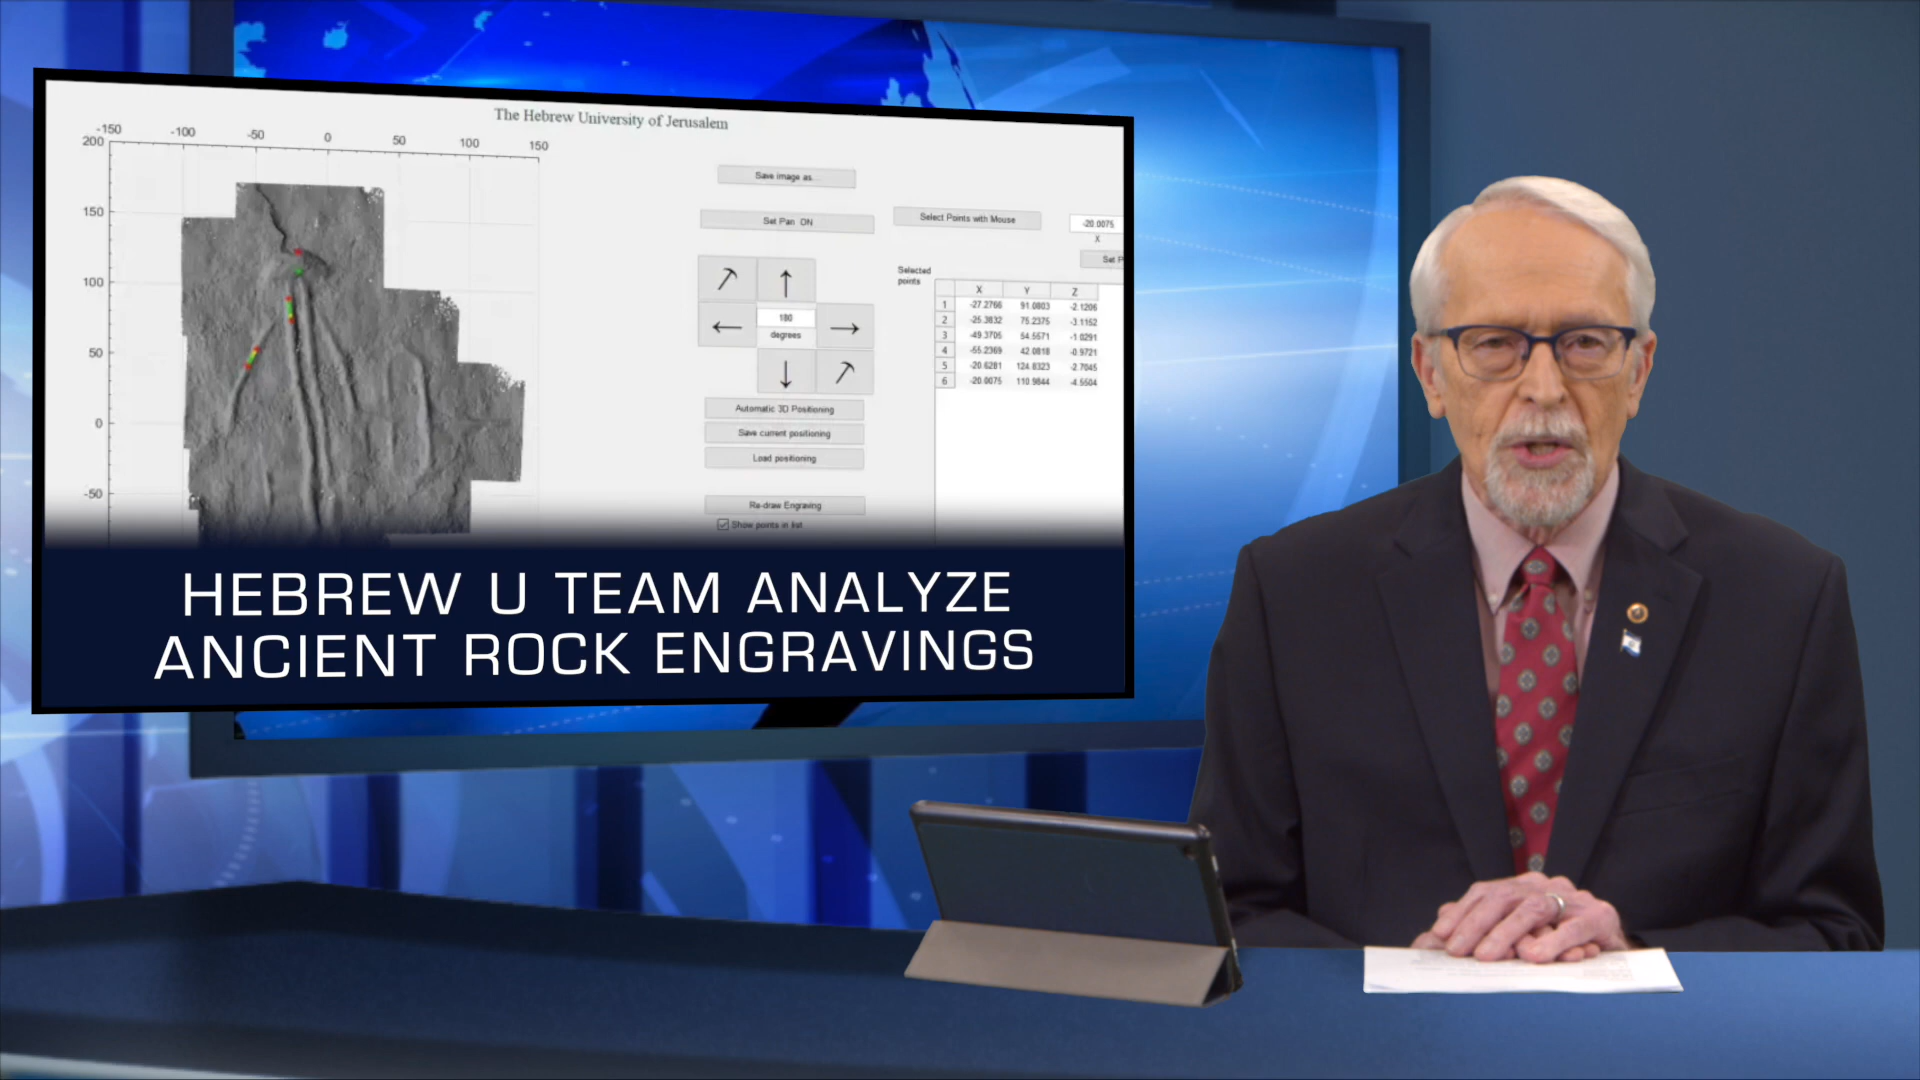 The Hebrew University of Jerusalem
-150 -100 -50 0 50 100 150
200
150
100
50
0
-50
Save image as...
Set Pan ON
Select Points with Mouse
-20.0075
X
Set P
180
degrees
Selected
points
X Y Z
1 -27.2766 91.0803 -2.1206
2 -25.3832 75.2375 -3.1152
3 -49.3705 54.5571 -1.0291
4 -55.2369 42.0818 -0.9721
5 -20.6281 124.8323 -2.7045
6 -20.0075 110.9844 -4.5504
Automatic 3D Positioning
Save current positioning
Load positioning
Re-draw Engraving
Show points in list
HEBREW U TEAM ANALYZE
ANCIENT ROCK ENGRAVINGS